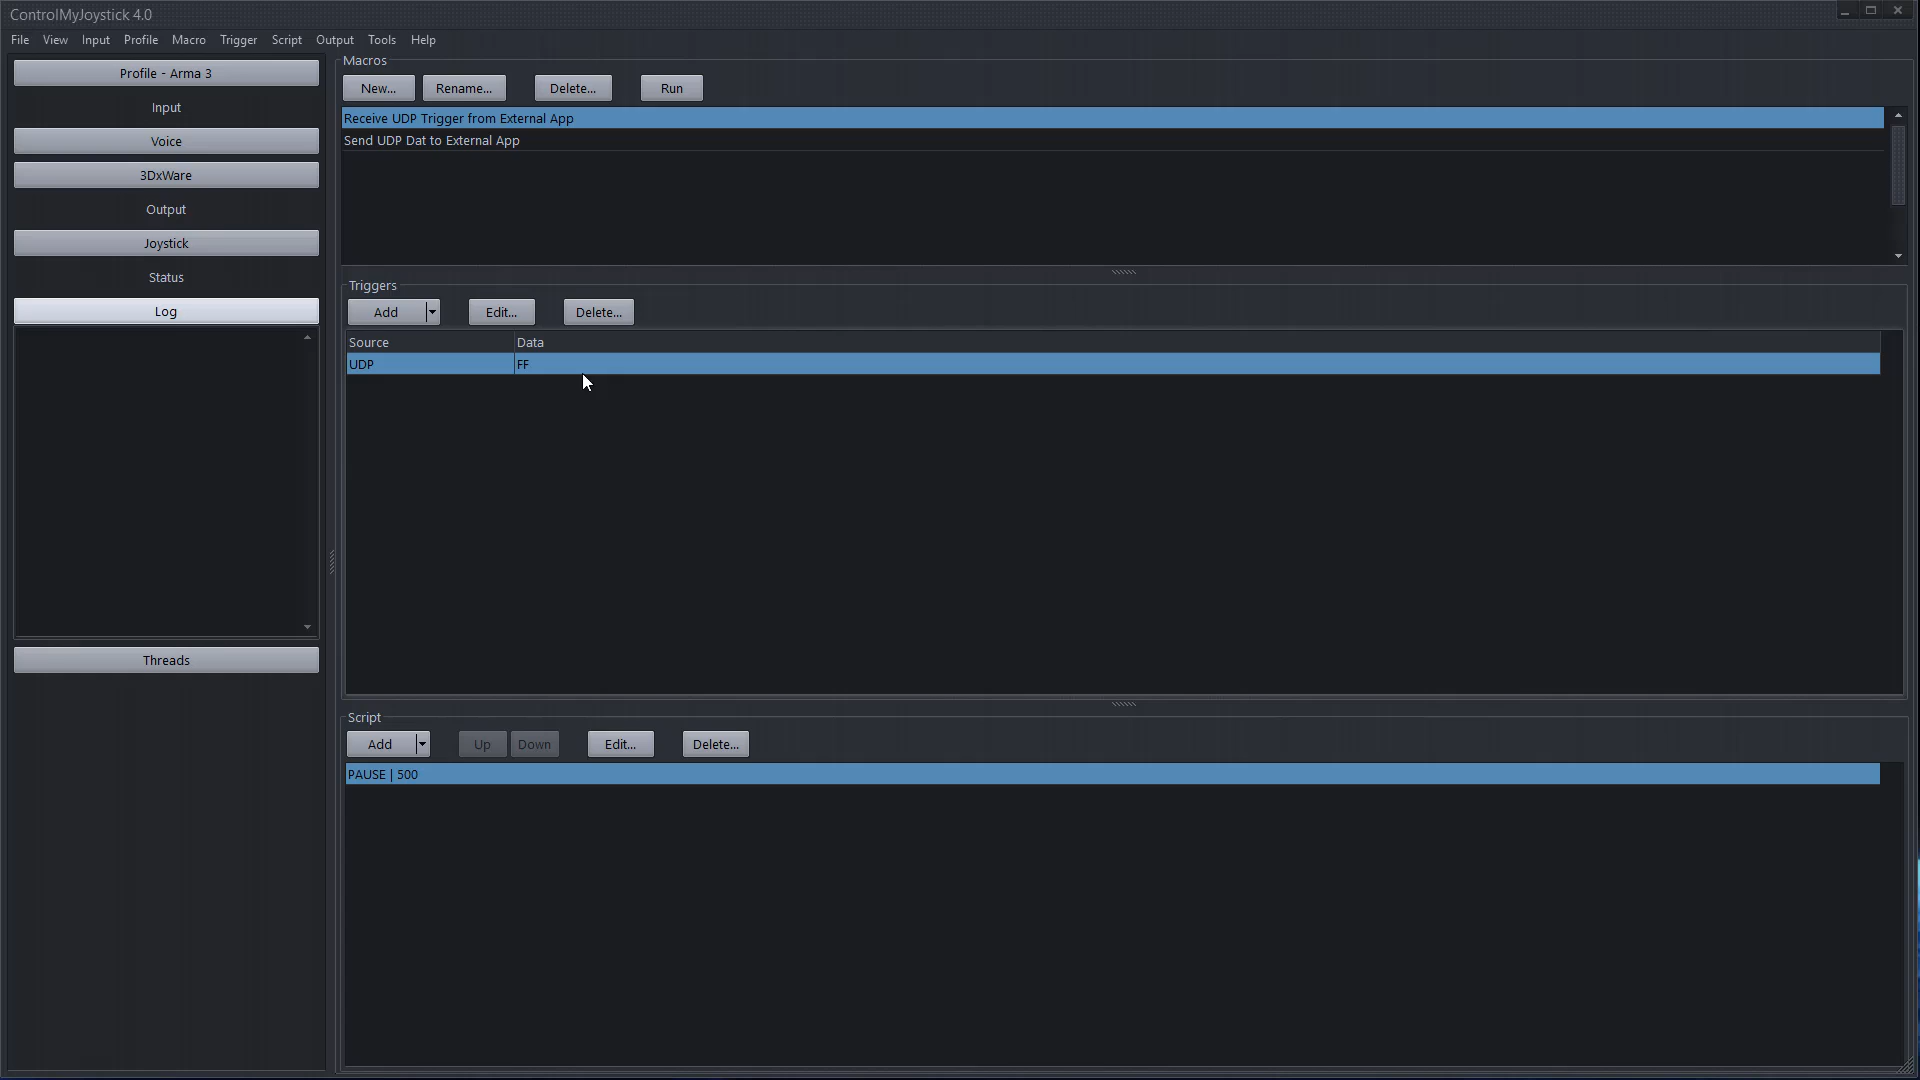 ControlMyJoystick 4.0
File View Input Profile Macro Trigger Script Output Tools Help
Profile - Arma 3
Input
Voice
3DxWare
Output
Joystick
Status
Log
Threads
Macros
New... Rename... Delete... Run
Receive UDP Trigger from External App
Send UDP Dat to External App
Triggers
Add Edit... Delete...
Source Data
UDP FF
Script
Add Up Down Edit... Delete...
PAUSE | 500